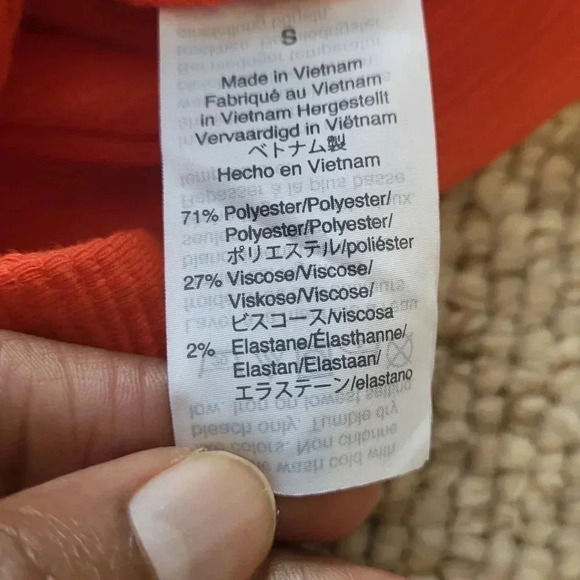 S
Made in Vietnam
Fabriqué au Vietnam
in Vietnam Hergestellt
Vervaardigd in Viëtnam
ベトナム製
Hecho en Vietnam
71% Polyester/Polyester/
Polyester/Polyester/
ポリエステル/poliéster
27% Viscose/Viscose/
Viskose/Viscose/
ビスコース/viscosa
2% Elastane/Élasthanne/
Elastan/Elastaan/
エラステーン/elastano